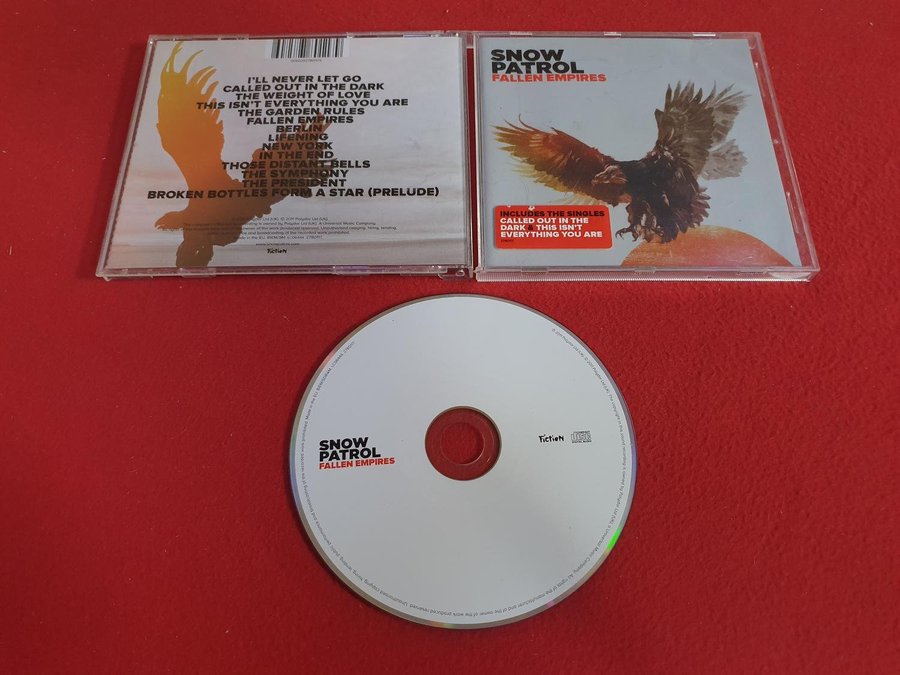 I'LL NEVER LET GO
CALLED OUT IN THE DARK
THE WEIGHT OF LOVE
THIS ISN'T EVERYTHING YOU ARE
THE GARDEN RULES
FALLEN EMPIRES
BERLIN
LIFENING
NEW YORK
IN THE END
THOSE DISTANT BELLS
THE SYMPHONY
THE PRESIDENT
BROKEN BOTTLES FORM A STAR (PRELUDE)
Fiction
SNOW
PATROL
FALLEN EMPIRES
INCLUDES THE SINGLES
CALLED OUT IN THE
DARK & THIS ISN'T
EVERYTHING YOU ARE
SNOW
PATROL
FALLEN EMPIRES
Fiction